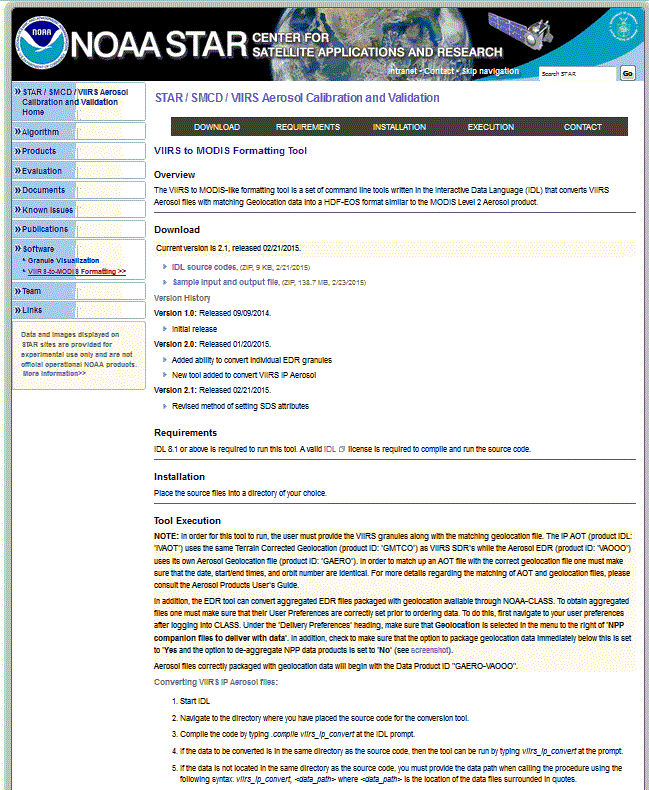 NOAA
NOAA STAR CENTER FOR
SATELLITE APPLICATIONS AND RESEARCH
Intranet • Contact • Skip navigation
Search STAR
Go
» STAR / SMCD / VIIRS Aerosol
Calibration and Validation
Home
» Algorithm
» Products
» Evaluation
» Documents
» Known Issues
» Publications
» Software
Granule Visualization
VIIRS-to-MODIS Formatting >>
» Team
» Links
Data and images displayed on
STAR sites are provided for
experimental use only and are not
official operational NOAA products.
More information>>
STAR / SMCD / VIIRS Aerosol Calibration and Validation
DOWNLOAD REQUIREMENTS INSTALLATION EXECUTION CONTACT
VIIRS to MODIS Formatting Tool
Overview
The VIIRS to MODIS-like formatting tool is a set of command line tools written in the Interactive Data Language (IDL) that converts VIIRS
Aerosol files with matching Geolocation data into a HDF-EOS format similar to the MODIS Level 2 Aerosol product.
Download
Current version is 2.1, released 02/21/2015.
IDL source codes, (ZIP, 9 KB, 2/21/2015)
Sample input and output file, (ZIP, 138.7 MB, 2/23/2015)
Version History
Version 1.0: Released 09/09/2014.
Initial release
Version 2.0: Released 01/20/2015.
Added ability to convert individual EDR granules
New tool added to convert VIIRS IP Aerosol
Version 2.1: Released 02/21/2015.
Revised method of setting SDS attributes
Requirements
IDL 8.1 or above is required to run this tool. A valid IDL license is required to compile and run the source code.
Installation
Place the source files into a directory of your choice.
Tool Execution
NOTE: In order for this tool to run, the user must provide the VIIRS granules along with the matching geolocation file. The IP AOT (product IDL:
'IVAOT') uses the same Terrain Corrected Geolocation (product ID: 'GMTCO') as VIIRS SDR's while the Aerosol EDR (product ID: 'VAOOO')
uses its own Aerosol Geolocation file (product ID: 'GAERO'). In order to match up an AOT file with the correct geolocation file one must make
sure that the date, start/end times, and orbit number are identical. For more details regarding the matching of AOT and geolocation files, please
consult the Aerosol Products User's Guide.
In addition, the EDR tool can convert aggregated EDR files packaged with geolocation available through NOAA-CLASS. To obtain aggregated
files one must make sure that their User Preferences are correctly set prior to ordering data. To do this, first navigate to your user preferences
after logging into CLASS. Under the 'Delivery Preferences' heading, make sure that Geolocation is selected in the menu to the right of 'NPP
companion files to deliver with data'. In addition, check to make sure that the option to package geolocation data immediately below this is set
to 'Yes and the option to de-aggregate NPP data products is set to 'No' (see screenshot).
Aerosol files correctly packaged with geolocation data will begin with the Data Product ID "GAERO-VAOOO".
Converting VIIRS IP Aerosol files:
1. Start IDL
2. Navigate to the directory where you have placed the source code for the conversion tool.
3. Compile the code by typing .compile viirs_ip_convert at the IDL prompt.
4. If the data to be converted is in the same directory as the source code, then the tool can be run by typing viirs_ip_convert at the prompt.
5. If the data is not located in the same directory as the source code, you must provide the data path when calling the procedure using the
following syntax: viirs_ip_convert, <data_path> where <data_path> is the location of the data files surrounded in quotes.